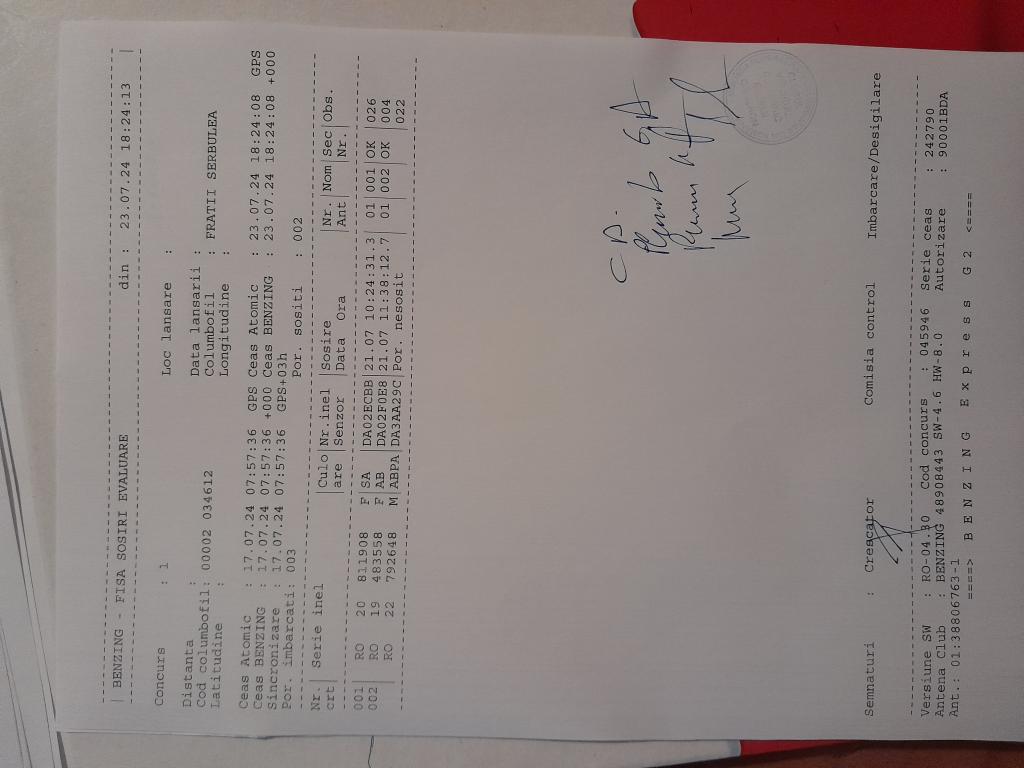 | BENZING - FISA SOSIRI EVALUARE din : 23.07.24 18:24:13 |
Concurs : 1 Loc lansare :
Distanta : Data lansarii :
Cod columbofil: 00002 034612 Columbofil : FRATII SERBULEA
Latitudine : Longitudine :
Ceas Atomic : 17.07.24 07:57:36 GPS Ceas Atomic : 23.07.24 18:24:08 GPS
Ceas BENZING : 17.07.24 07:57:36 +000 Ceas BENZING : 23.07.24 18:24:08 +000
Sincronizare : 17.07.24 07:57:36 GPS+03h
Por. imbarcati: 003 Por. sositi : 002
Nr.| Serie inel |Culo|Nr.inel |Sosire |Nr. |Nom|Sec|Obs.
crt| |are |Senzor |Data Ora |Ant| |Nr.|
001| RO 20 811908 F|SA |DA02ECBB|21.07 10:24:31.3| 01|001|OK |026
002| RO 19 483558 F|AB |DA02F0E8|21.07 11:38:12.7| 01|002|OK |004
| RO 22 792648 M|ABPA|DA3AA29C|Por. nesosit |022
Semnaturi : Crescator Comisia control Imbarcare/Desigilare
Versiune SW : RO-04.30 Cod concurs : 045946 Serie ceas : 242790
Antena Club : BENZING 48908443 SW-4.6 HW-8.0 Autorizare : 90001BDA
Ant.: 01:38806763-1
====> B E N Z I N G E x p r e s s G 2 <====